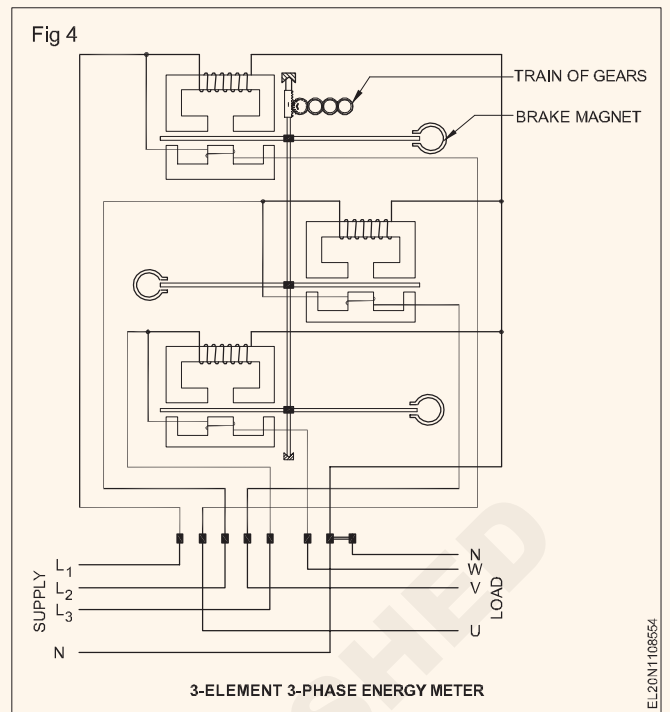 Fig 4
TRAIN OF GEARS
BRAKE MAGNET
SUPPLY
L1
L2
L3
N
N
W
V
U
LOAD
3-ELEMENT 3-PHASE ENERGY METER
EL20N1108554
SHED